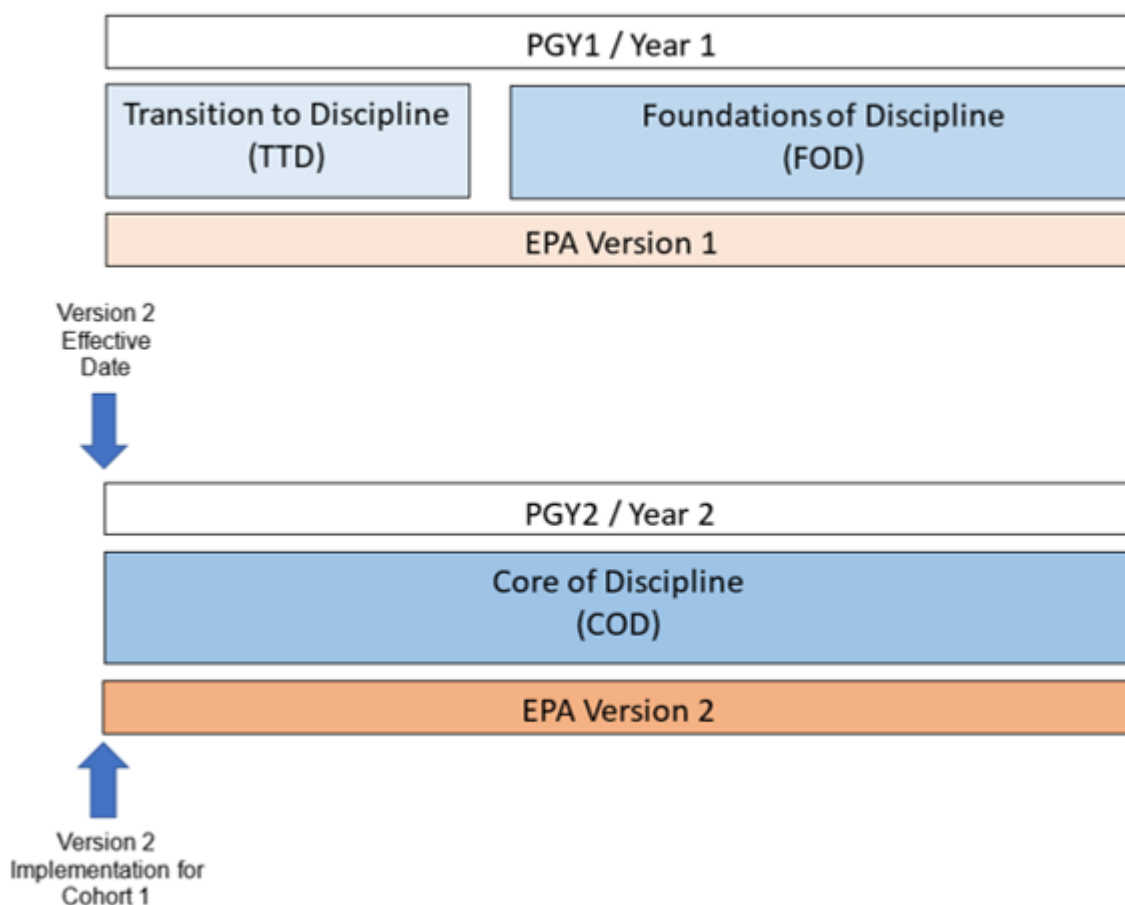 PGY1 / Year 1
Transition to Discipline
(TTD)
Foundations of Discipline
(FOD)
EPA Version 1
Version 2
Effective
Date
PGY2 / Year 2
Core of Discipline
(COD)
EPA Version 2
Version 2
Implementation for
Cohort 1